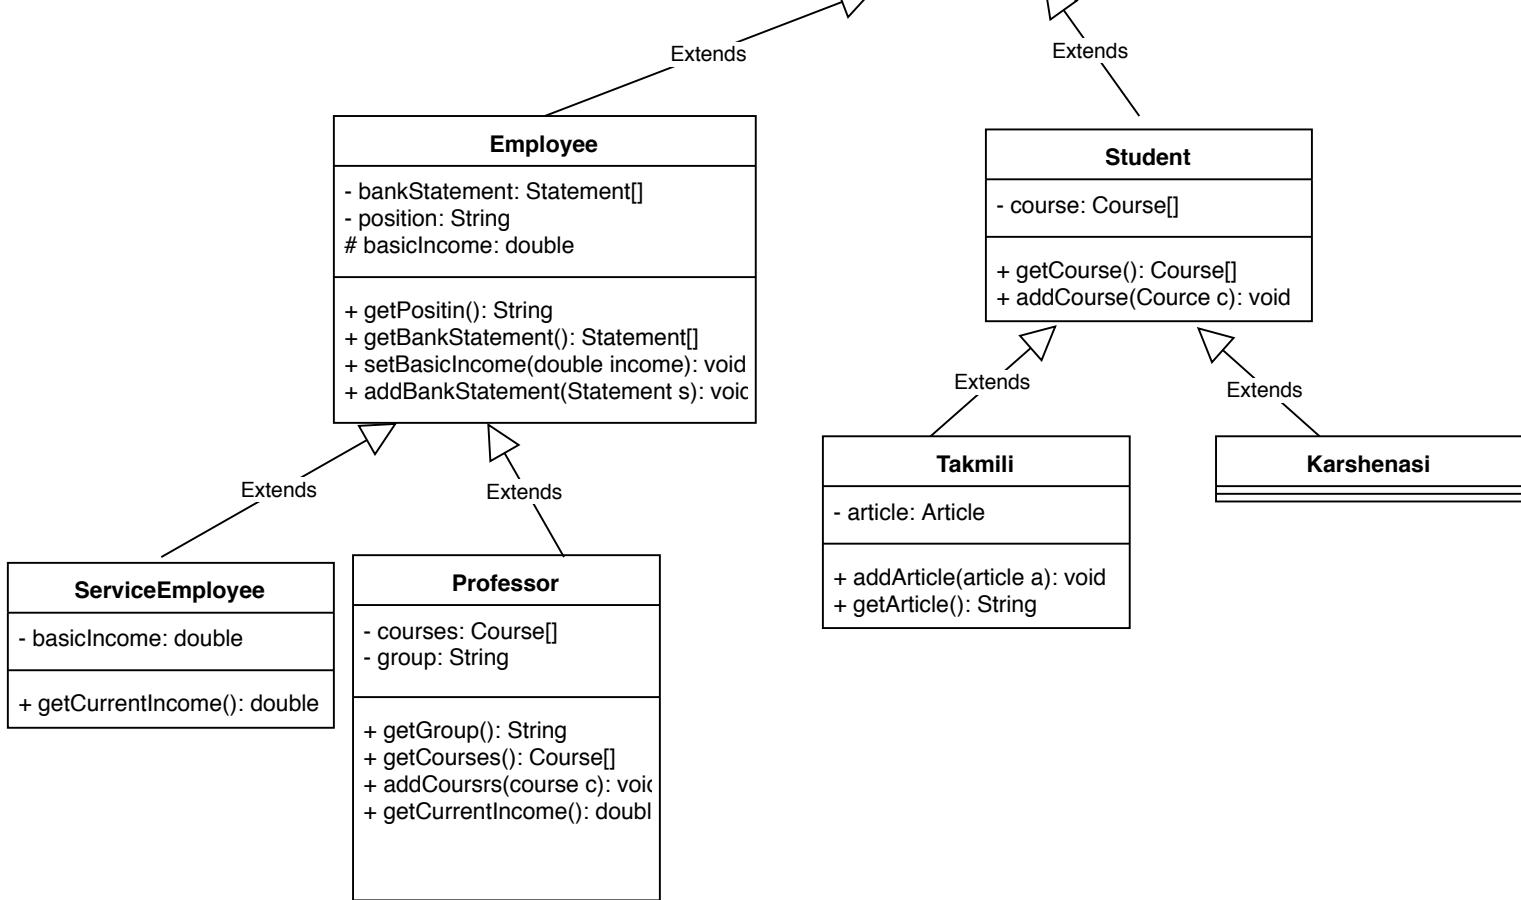 Extends
Extends
Employee
- bankStatement: Statement[]
- position: String
# basicIncome: double
+ getPositin(): String
+ getBankStatement(): Statement[]
+ setBasicIncome(double income): void
+ addBankStatement(Statement s): voic
Student
- course: Course[]
+ getCourse(): Course[]
+ addCourse(Cource c): void
Extends
Extends
Extends
Extends
ServiceEmployee
- basicIncome: double
+ getCurrentIncome(): double
Professor
- courses: Course[]
- group: String
+ getGroup(): String
+ getCourses(): Course[]
+ addCoursrs(course c): voic
+ getCurrentIncome(): doubl
Takmili
- article: Article
+ addArticle(article a): void
+ getArticle(): String
Karshenasi